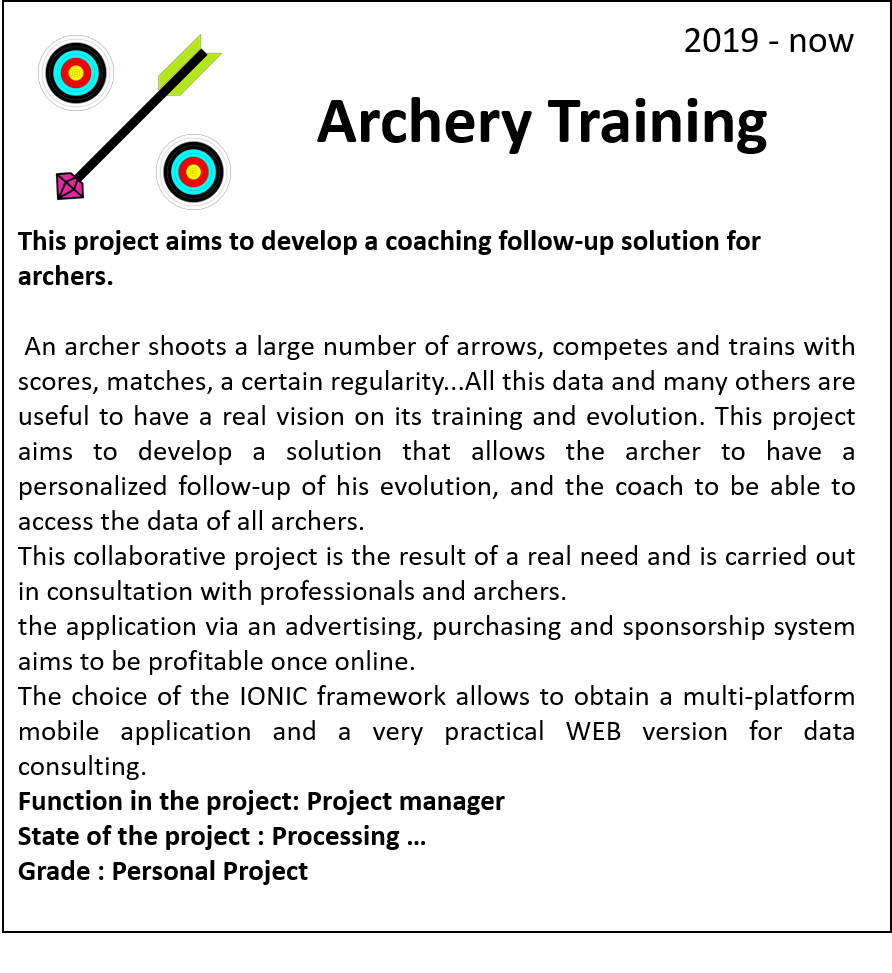 2019 - now
Archery Training
This project aims to develop a coaching follow-up solution for
archers.
An archer shoots a large number of arrows, competes and trains with
scores, matches, a certain regularity...All this data and many others are
useful to have a real vision on its training and evolution. This project
aims to develop a solution that allows the archer to have a
personalized follow-up of his evolution, and the coach to be able to
access the data of all archers.
This collaborative project is the result of a real need and is carried out
in consultation with professionals and archers.
the application via an advertising, purchasing and sponsorship system
aims to be profitable once online.
The choice of the IONIC framework allows to obtain a multi-platform
mobile application and a very practical WEB version for data
consulting.
Function in the project: Project manager
State of the project : Processing ...
Grade : Personal Project